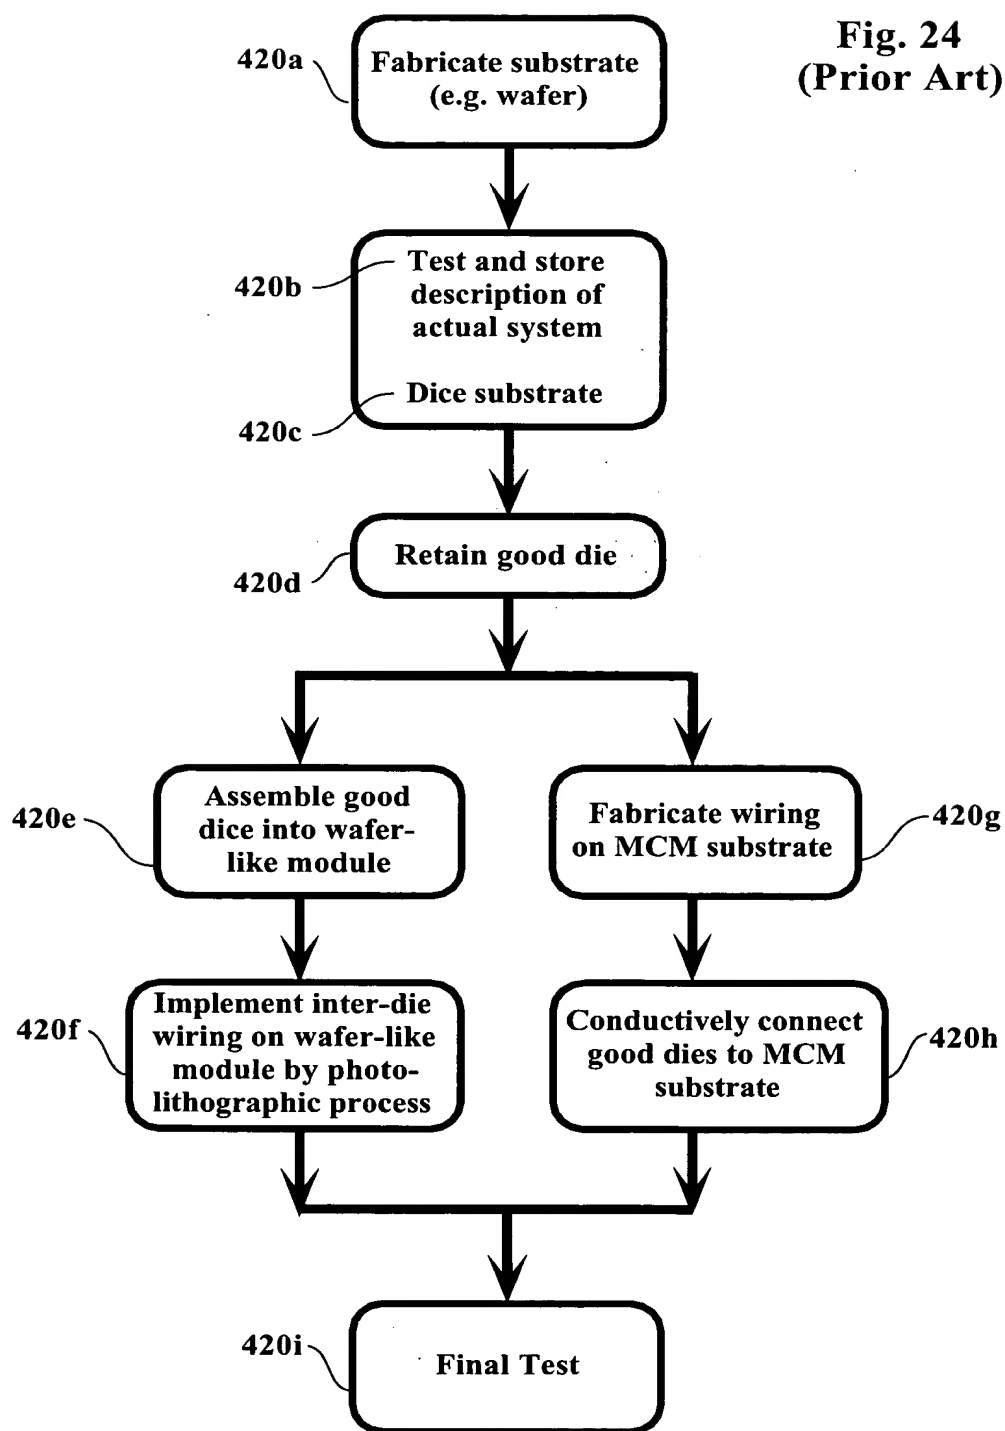 Fig. 24
(Prior Art)
420a
Fabricate substrate
(e.g. wafer)
420b
Test and store
description of
actual system
Dice substrate
420c
Retain good die
420d
Assemble good
dice into wafer-
like module
420e
Fabricate wiring
on MCM substrate
420g
Implement inter-die
wiring on wafer-like
module by photo-
lithographic process
420f
Conductively connect
good dies to MCM
substrate
420h
420i
Final Test